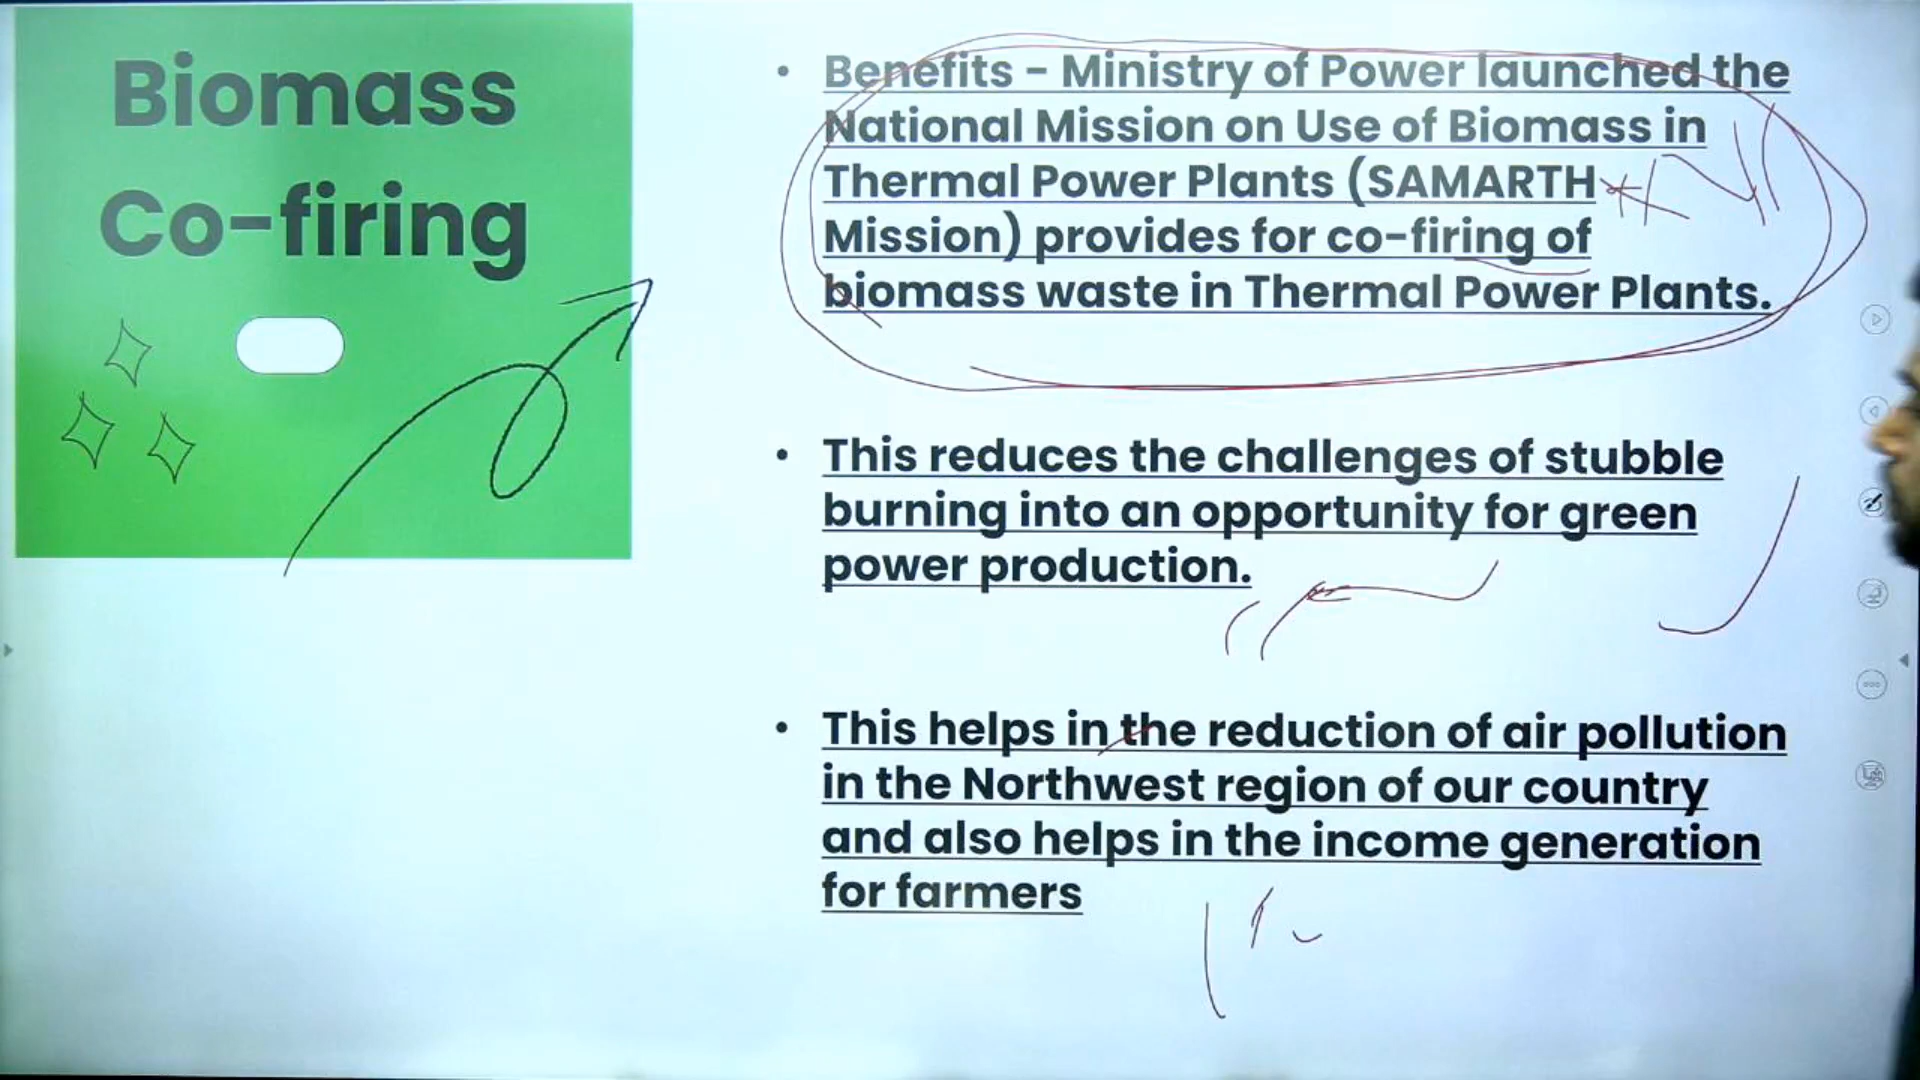 Biomass
Co-firing
• Benefits – Ministry of Power launched the
National Mission on Use of Biomass in
Thermal Power Plants (SAMARTH
Mission) provides for co-firing of
biomass waste in Thermal Power Plants.
• This reduces the challenges of stubble
burning into an opportunity for green
power production.
• This helps in the reduction of air pollution
in the Northwest region of our country
and also helps in the income generation
for farmers